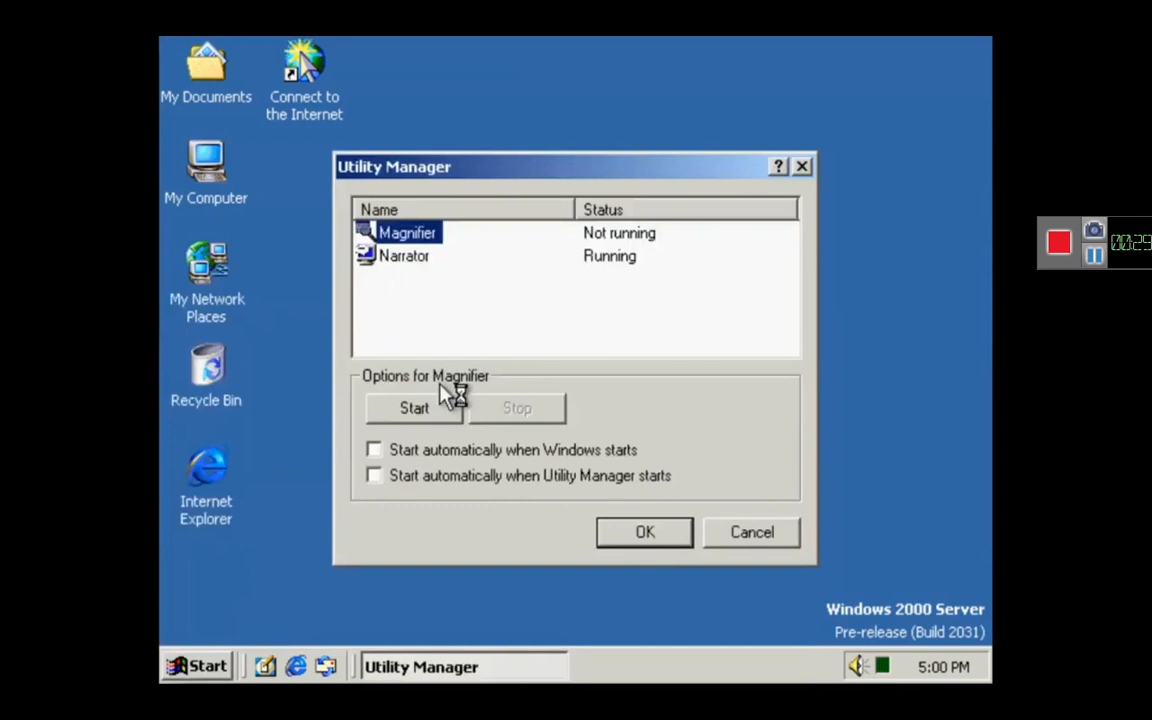 My Documents
Connect to
the Internet
My Computer
My Network
Places
Recycle Bin
Internet
Explorer
Utility Manager
?
Name Status
Magnifier Not running
Narrator Running
Options for Magnifier
Start Stop
Start automatically when Windows starts
Start automatically when Utility Manager starts
OK Cancel
00:29
Windows 2000 Server
Pre-release (Build 2031)
Start Utility Manager 5:00 PM